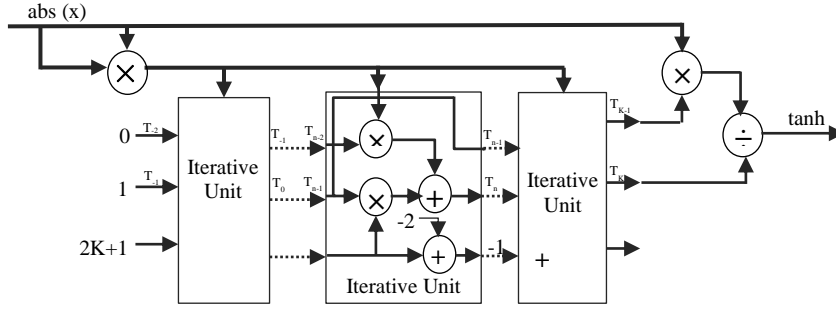 abs (x)
×
×
tanh
÷
0
T-2
1
T-1
2K+1
Iterative
Unit
T-1
T0
Tn-2
Tn-1
×
×
+
-2
+
Iterative Unit
Tn-1
Tn
-1
Iterative
Unit
+
TK-1
TK